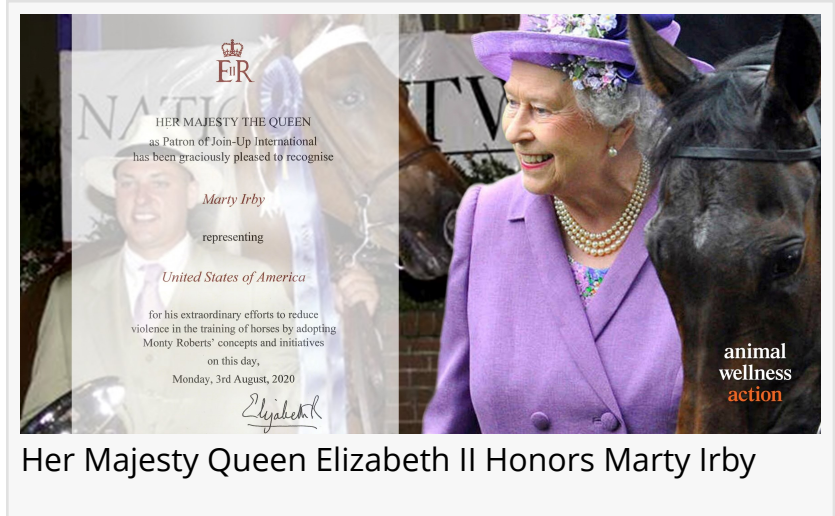 NATIO
TW
EIIR
HER MAJESTY THE QUEEN
as Patron of Join-Up International
has been graciously pleased to recognise
Marty Irby
representing
United States of America
for his extraordinary efforts to reduce
violence in the training of horses by adopting
Monty Roberts' concepts and initiatives
on this day,
Monday, 3rd August, 2020
Elizabeth R
animal
wellness
action
Her Majesty Queen Elizabeth II Honors Marty Irby